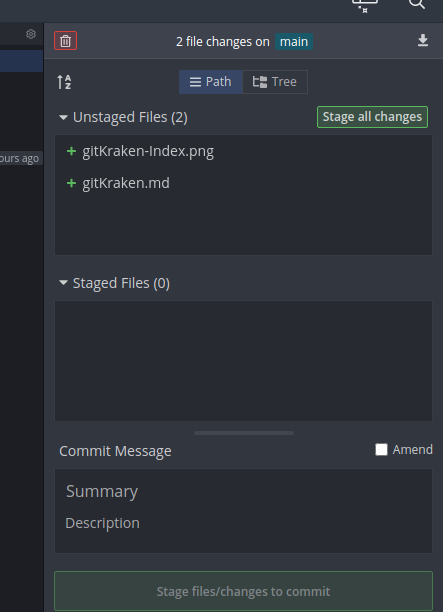 2 file changes on main
A
Z
Path
Tree
Unstaged Files (2)
Stage all changes
gitKraken-Index.png
gitKraken.md
ours ago
Staged Files (0)
Commit Message
Amend
Summary
Description
Stage files/changes to commit